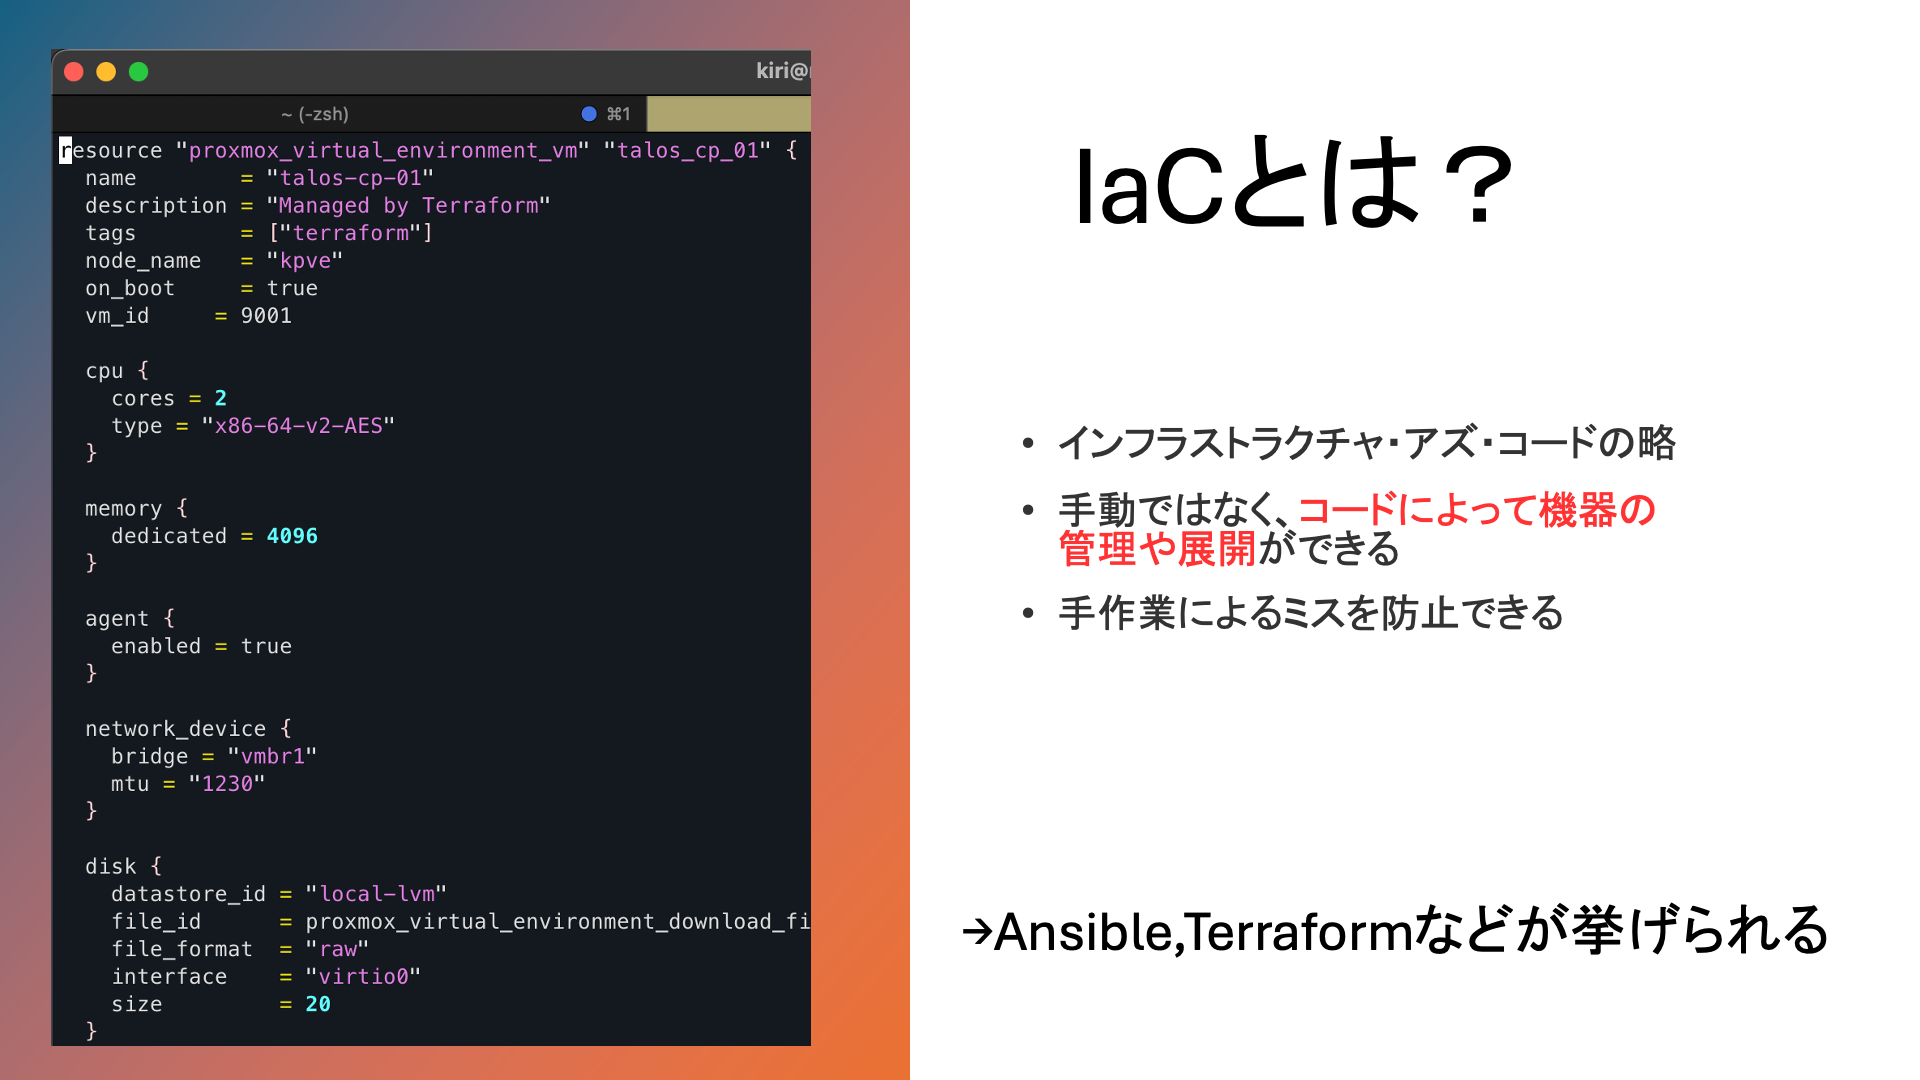 kiri@
~ (-zsh)
⌘1
resource "proxmox_virtual_environment_vm" "talos_cp_01" {
  name        = "talos-cp-01"
  description = "Managed by Terraform"
  tags        = ["terraform"]
  node_name   = "kpve"
  on_boot     = true
  vm_id     = 9001
  cpu {
    cores = 2
    type = "x86-64-v2-AES"
  }
  memory {
    dedicated = 4096
  }
  agent {
    enabled = true
  }
  network_device {
    bridge = "vmbr1"
    mtu = "1230"
  }
  disk {
    datastore_id = "local-lvm"
    file_id      = proxmox_virtual_environment_download_fi
    file_format  = "raw"
    interface    = "virtio0"
    size         = 20
  }
IaCとは？
• インフラストラクチャ・アズ・コードの略
• 手動ではなく、コードによって機器の
管理や展開ができる
• 手作業によるミスを防止できる
→Ansible,Terraformなどが挙げられる